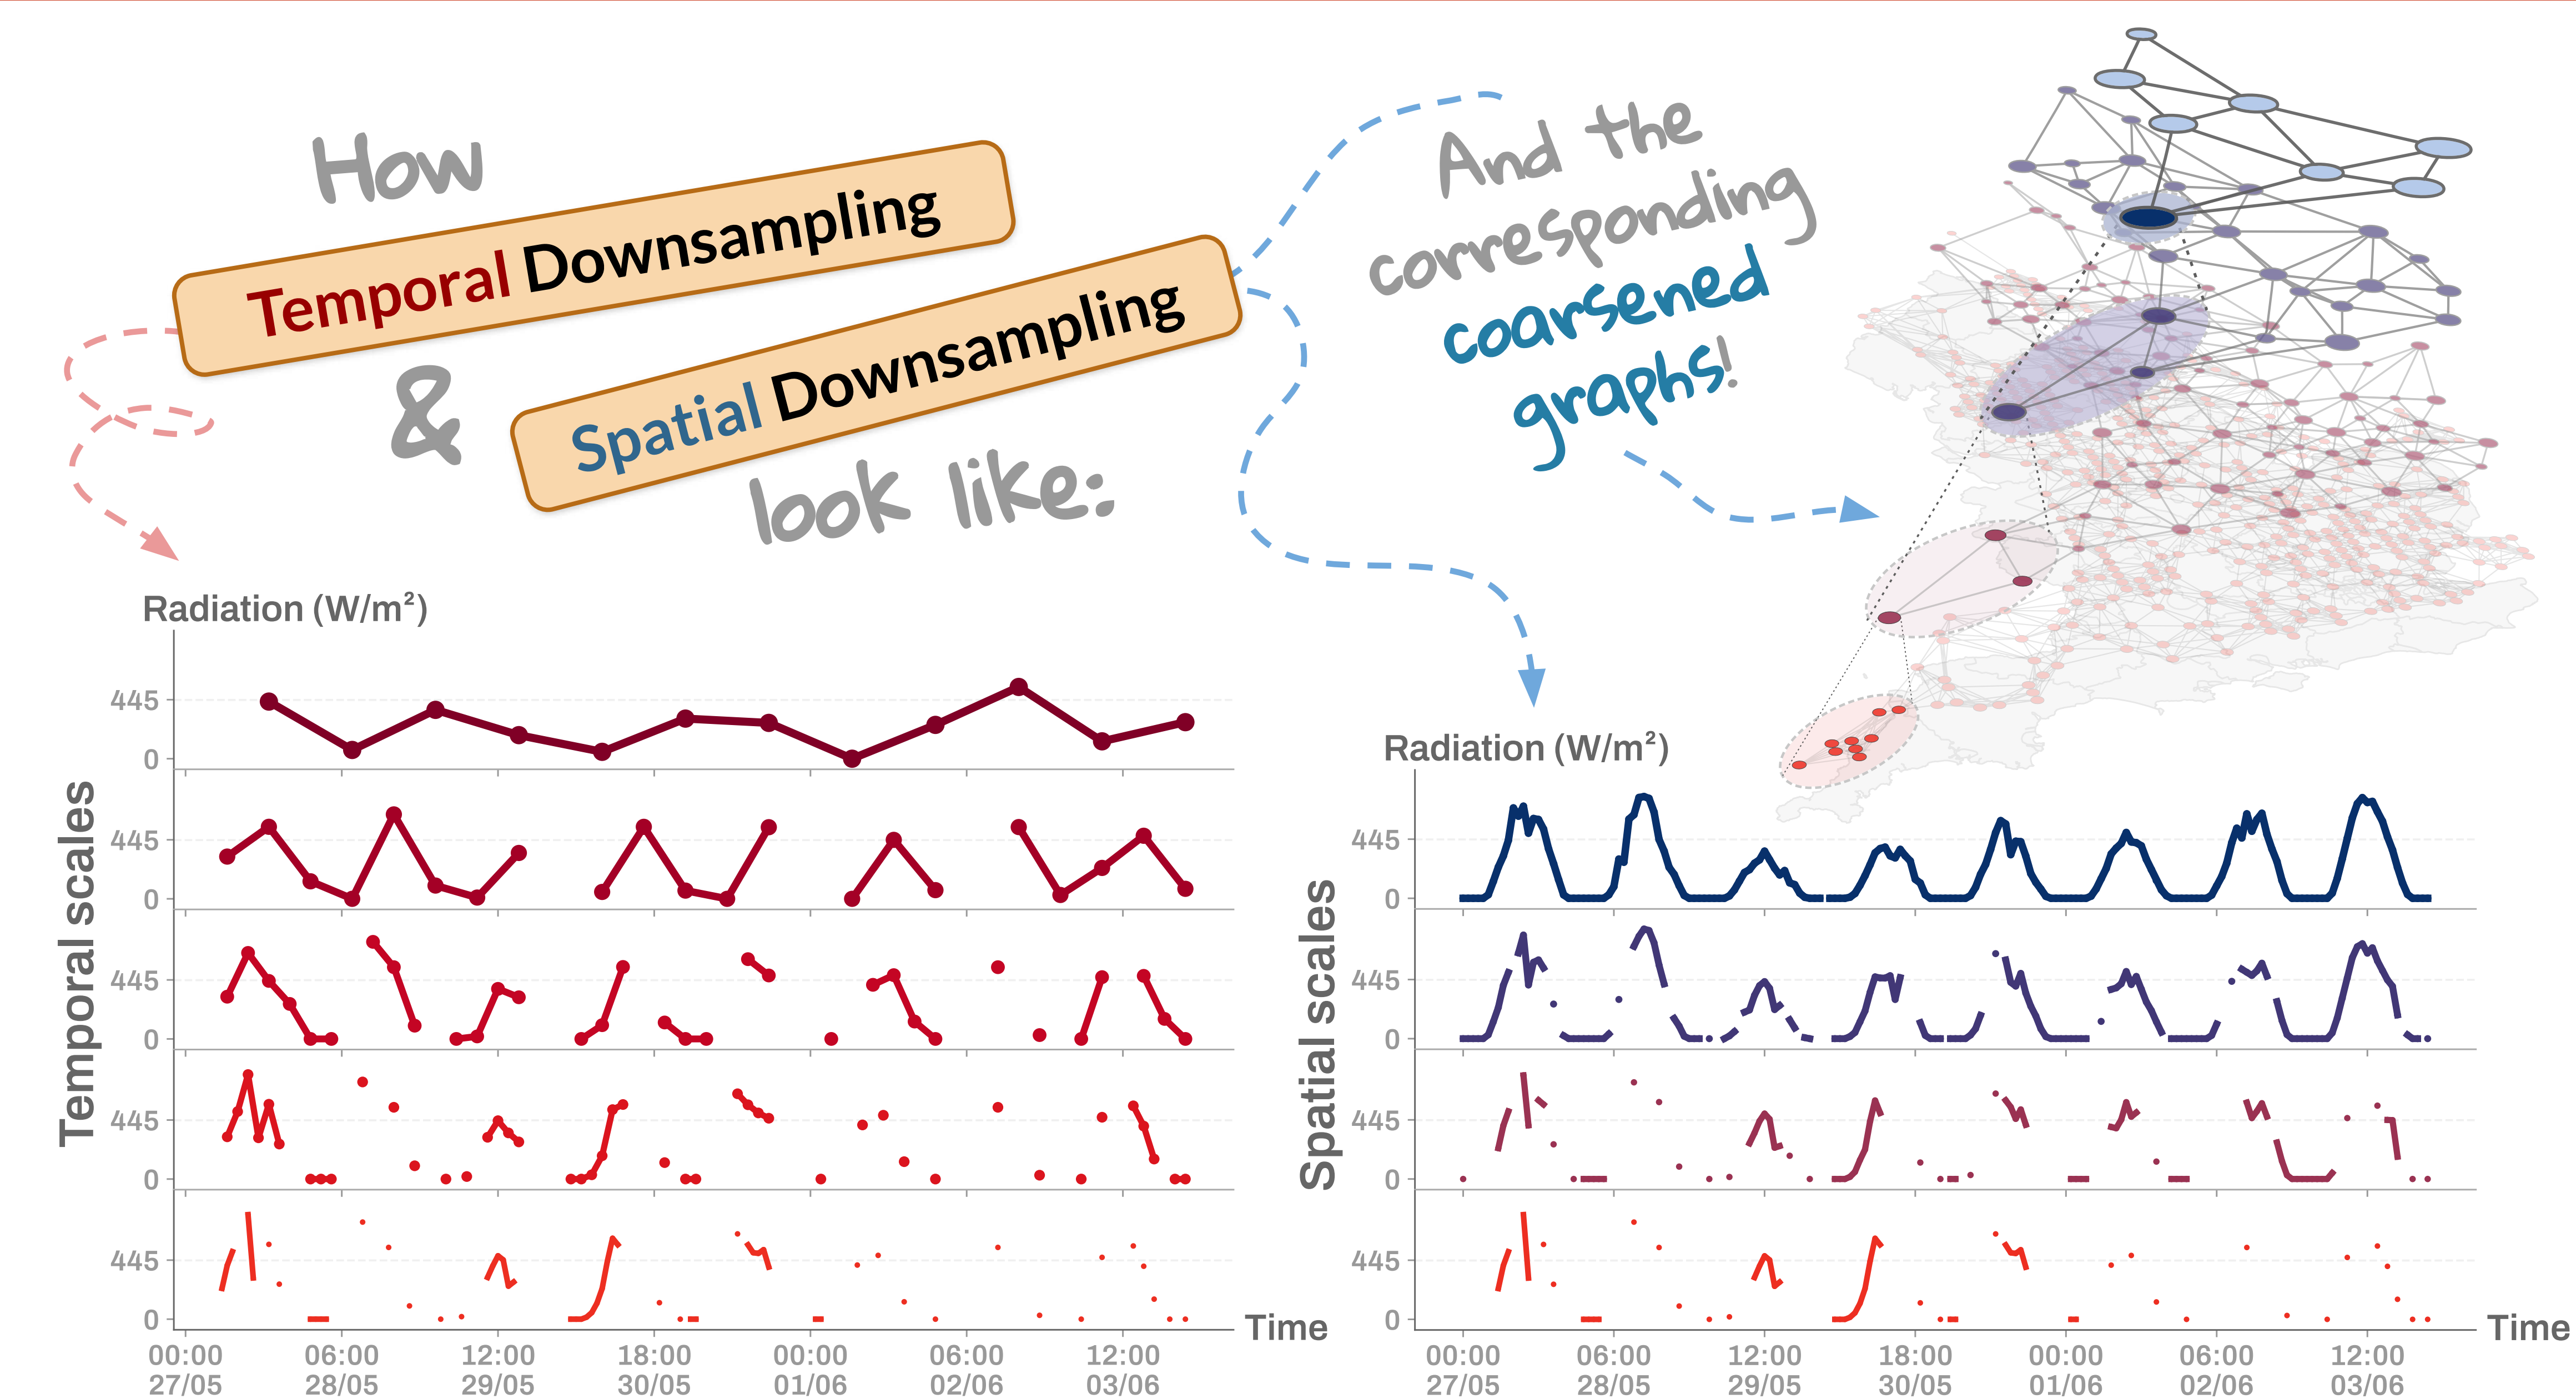 How
Temporal Downsampling
&
Spatial Downsampling
look like:
And the
corresponding
coarsened
graphs!
Radiation (W/m²)
Temporal scales
445
0
445
0
445
0
445
0
445
0
Time
00:00 06:00 12:00 18:00 00:00 06:00 12:00
27/05 28/05 29/05 30/05 01/06 02/06 03/06
Radiation (W/m²)
Spatial scales
445
0
445
0
445
0
445
0
Time
00:00 06:00 12:00 18:00 00:00 06:00 12:00
27/05 28/05 29/05 30/05 01/06 02/06 03/06